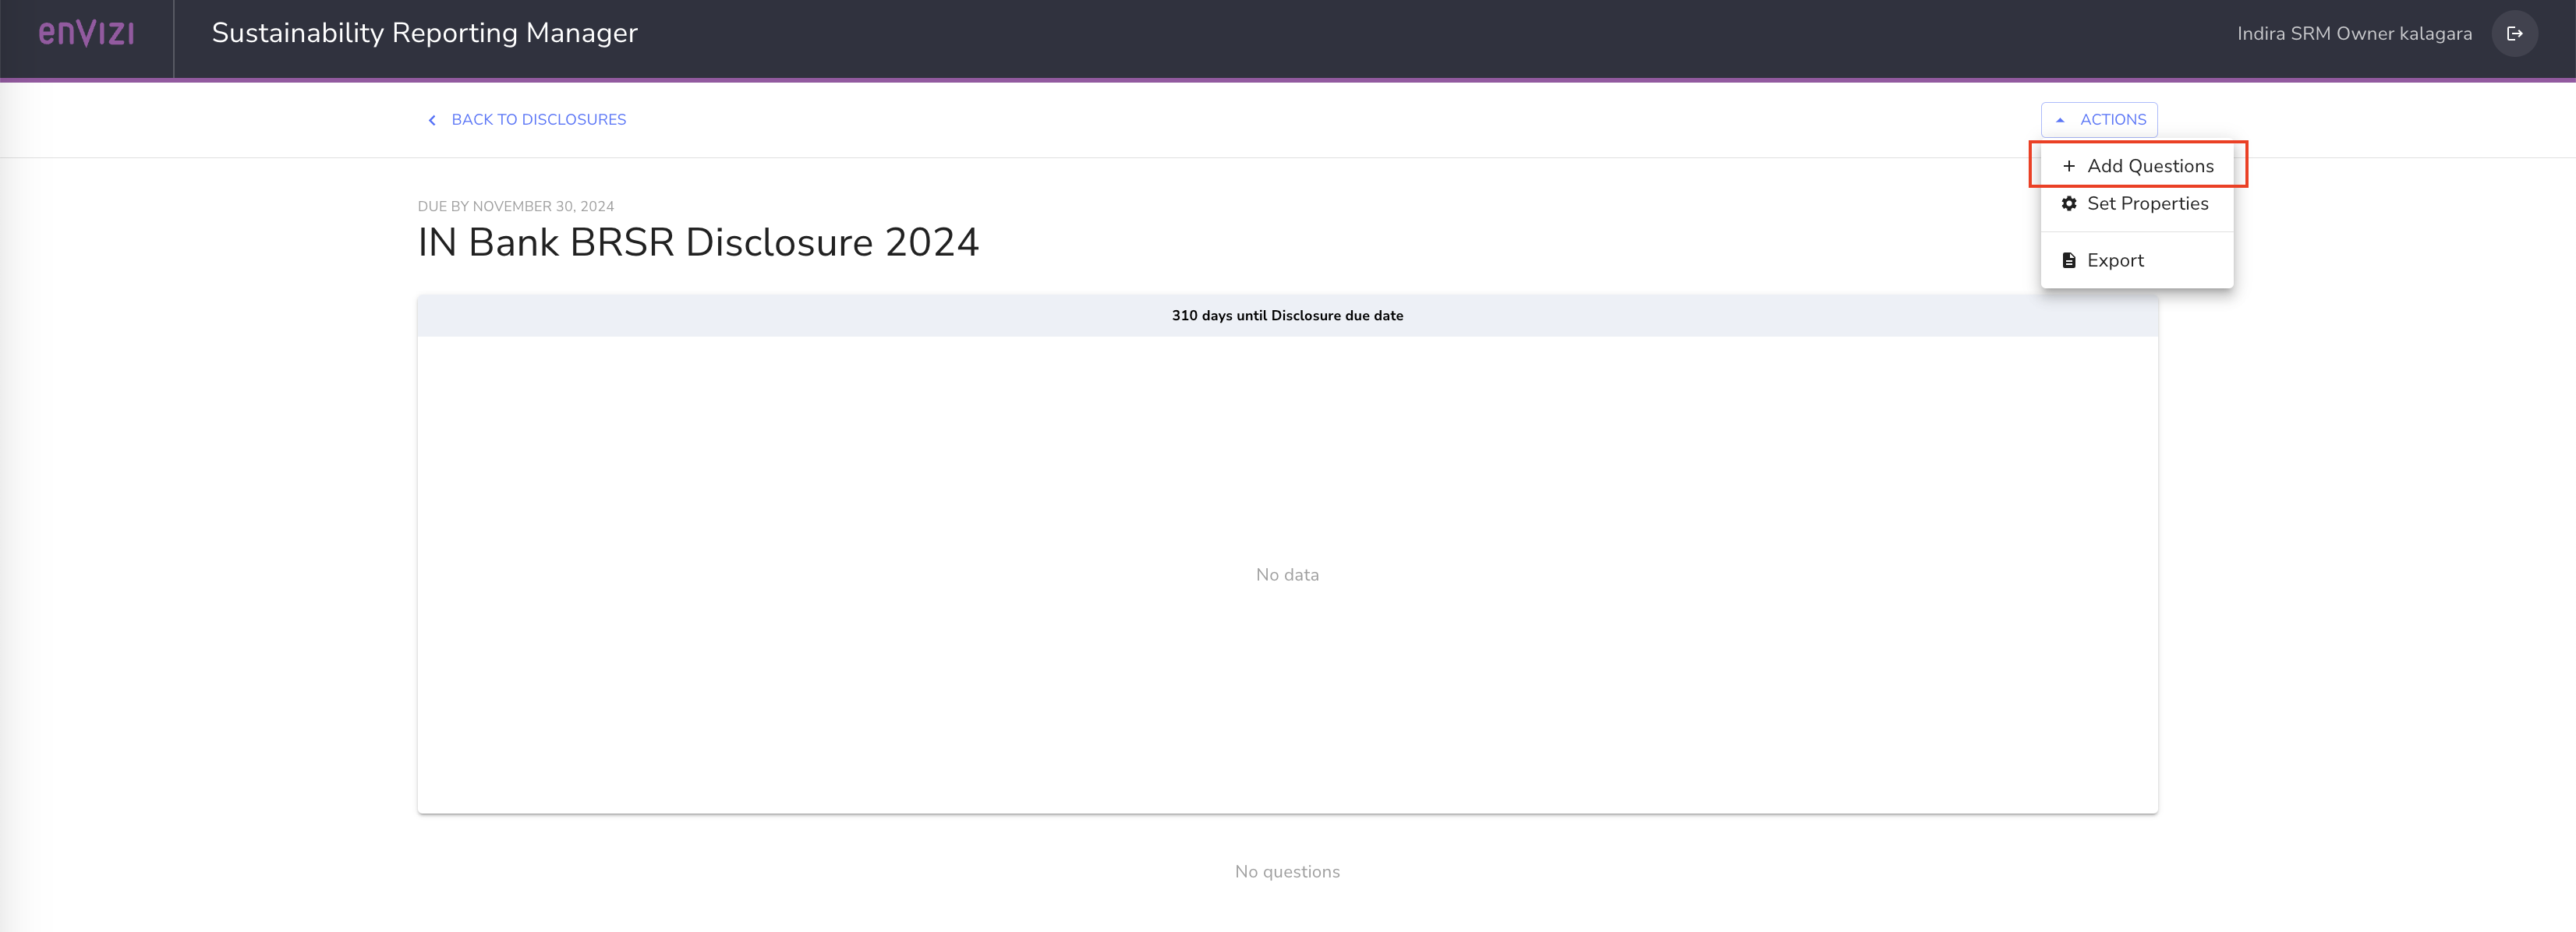 enVIZI
Sustainability Reporting Manager
Indira SRM Owner kalagara
BACK TO DISCLOSURES
ACTIONS
Add Questions
Set Properties
Export
DUE BY NOVEMBER 30, 2024
IN Bank BRSR Disclosure 2024
310 days until Disclosure due date
No data
No questions